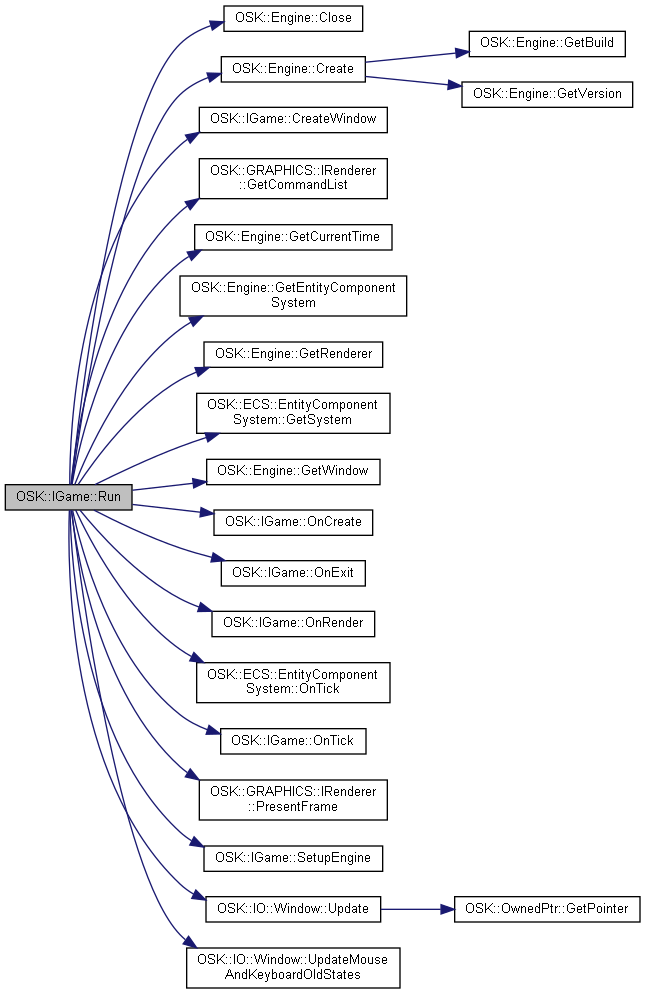 OSK::Engine::Close
OSK::Engine::GetBuild
OSK::Engine::Create
OSK::Engine::GetVersion
OSK::IGame::CreateWindow
OSK::GRAPHICS::IRenderer
::GetCommandList
OSK::Engine::GetCurrentTime
OSK::Engine::GetEntityComponent
System
OSK::Engine::GetRenderer
OSK::ECS::EntityComponent
System::GetSystem
OSK::Engine::GetWindow
OSK::IGame::Run
OSK::IGame::OnCreate
OSK::IGame::OnExit
OSK::IGame::OnRender
OSK::ECS::EntityComponent
System::OnTick
OSK::IGame::OnTick
OSK::GRAPHICS::IRenderer
::PresentFrame
OSK::IGame::SetupEngine
OSK::IO::Window::Update
OSK::OwnedPtr::GetPointer
OSK::IO::Window::UpdateMouse
AndKeyboardOldStates